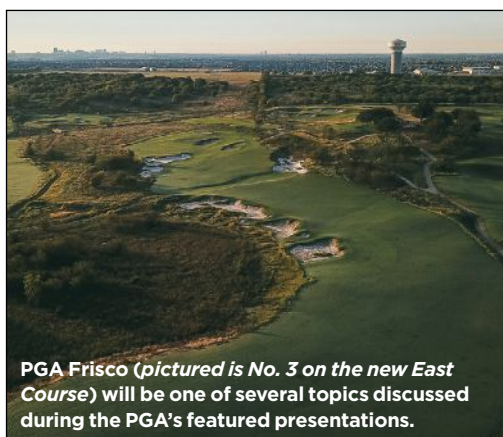 PGA Frisco (pictured is No. 3 on the new East
Course) will be one of several topics discussed
during the PGA's featured presentations.